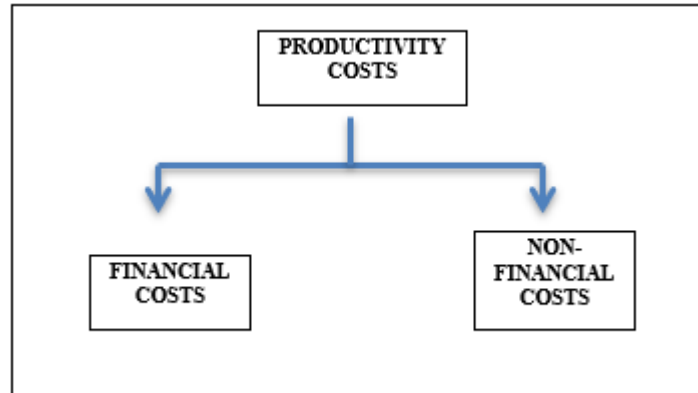 PRODUCTIVITY
COSTS
FINANCIAL
COSTS
NON-
FINANCIAL
COSTS